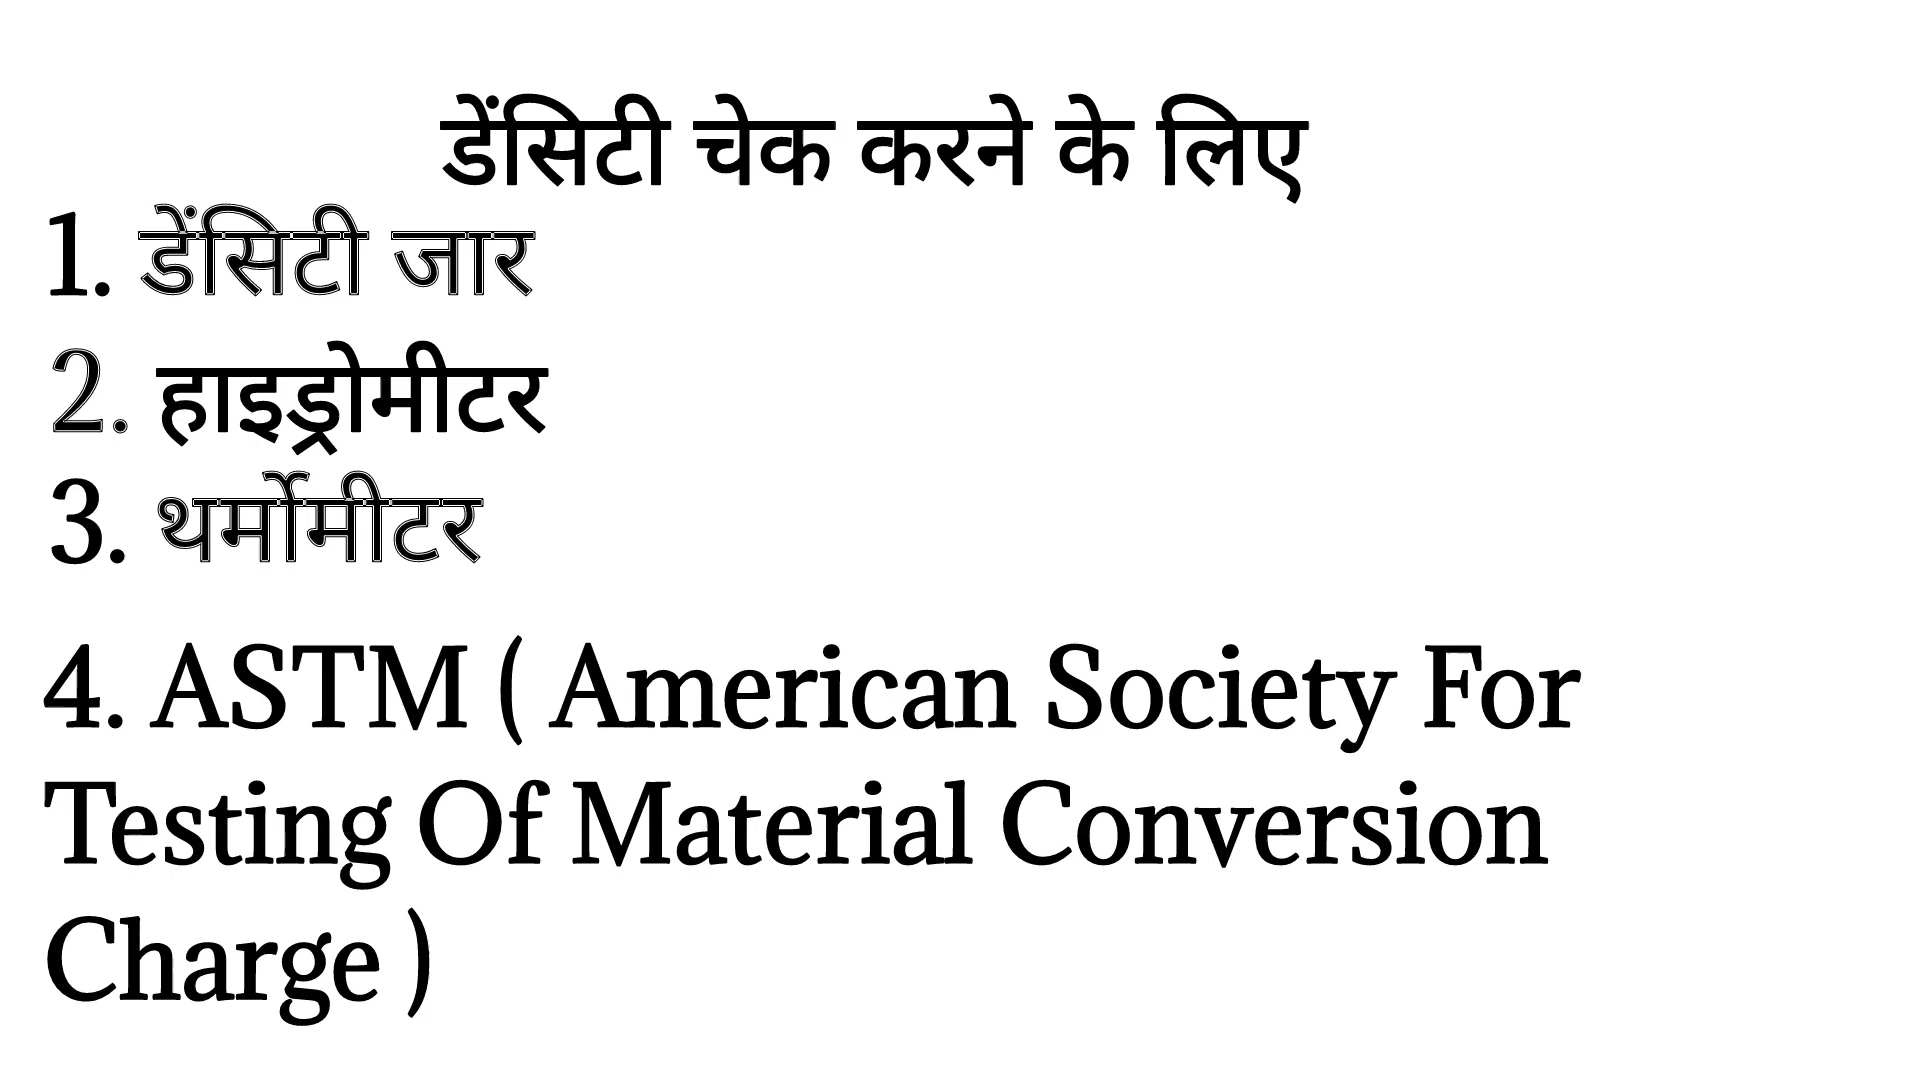 डेंसिटी चेक करने के लिए
1. डेंसिटी जार
2. हाइड्रोमीटर
3. थर्मोमीटर
4. ASTM ( American Society For
Testing Of Material Conversion
Charge )